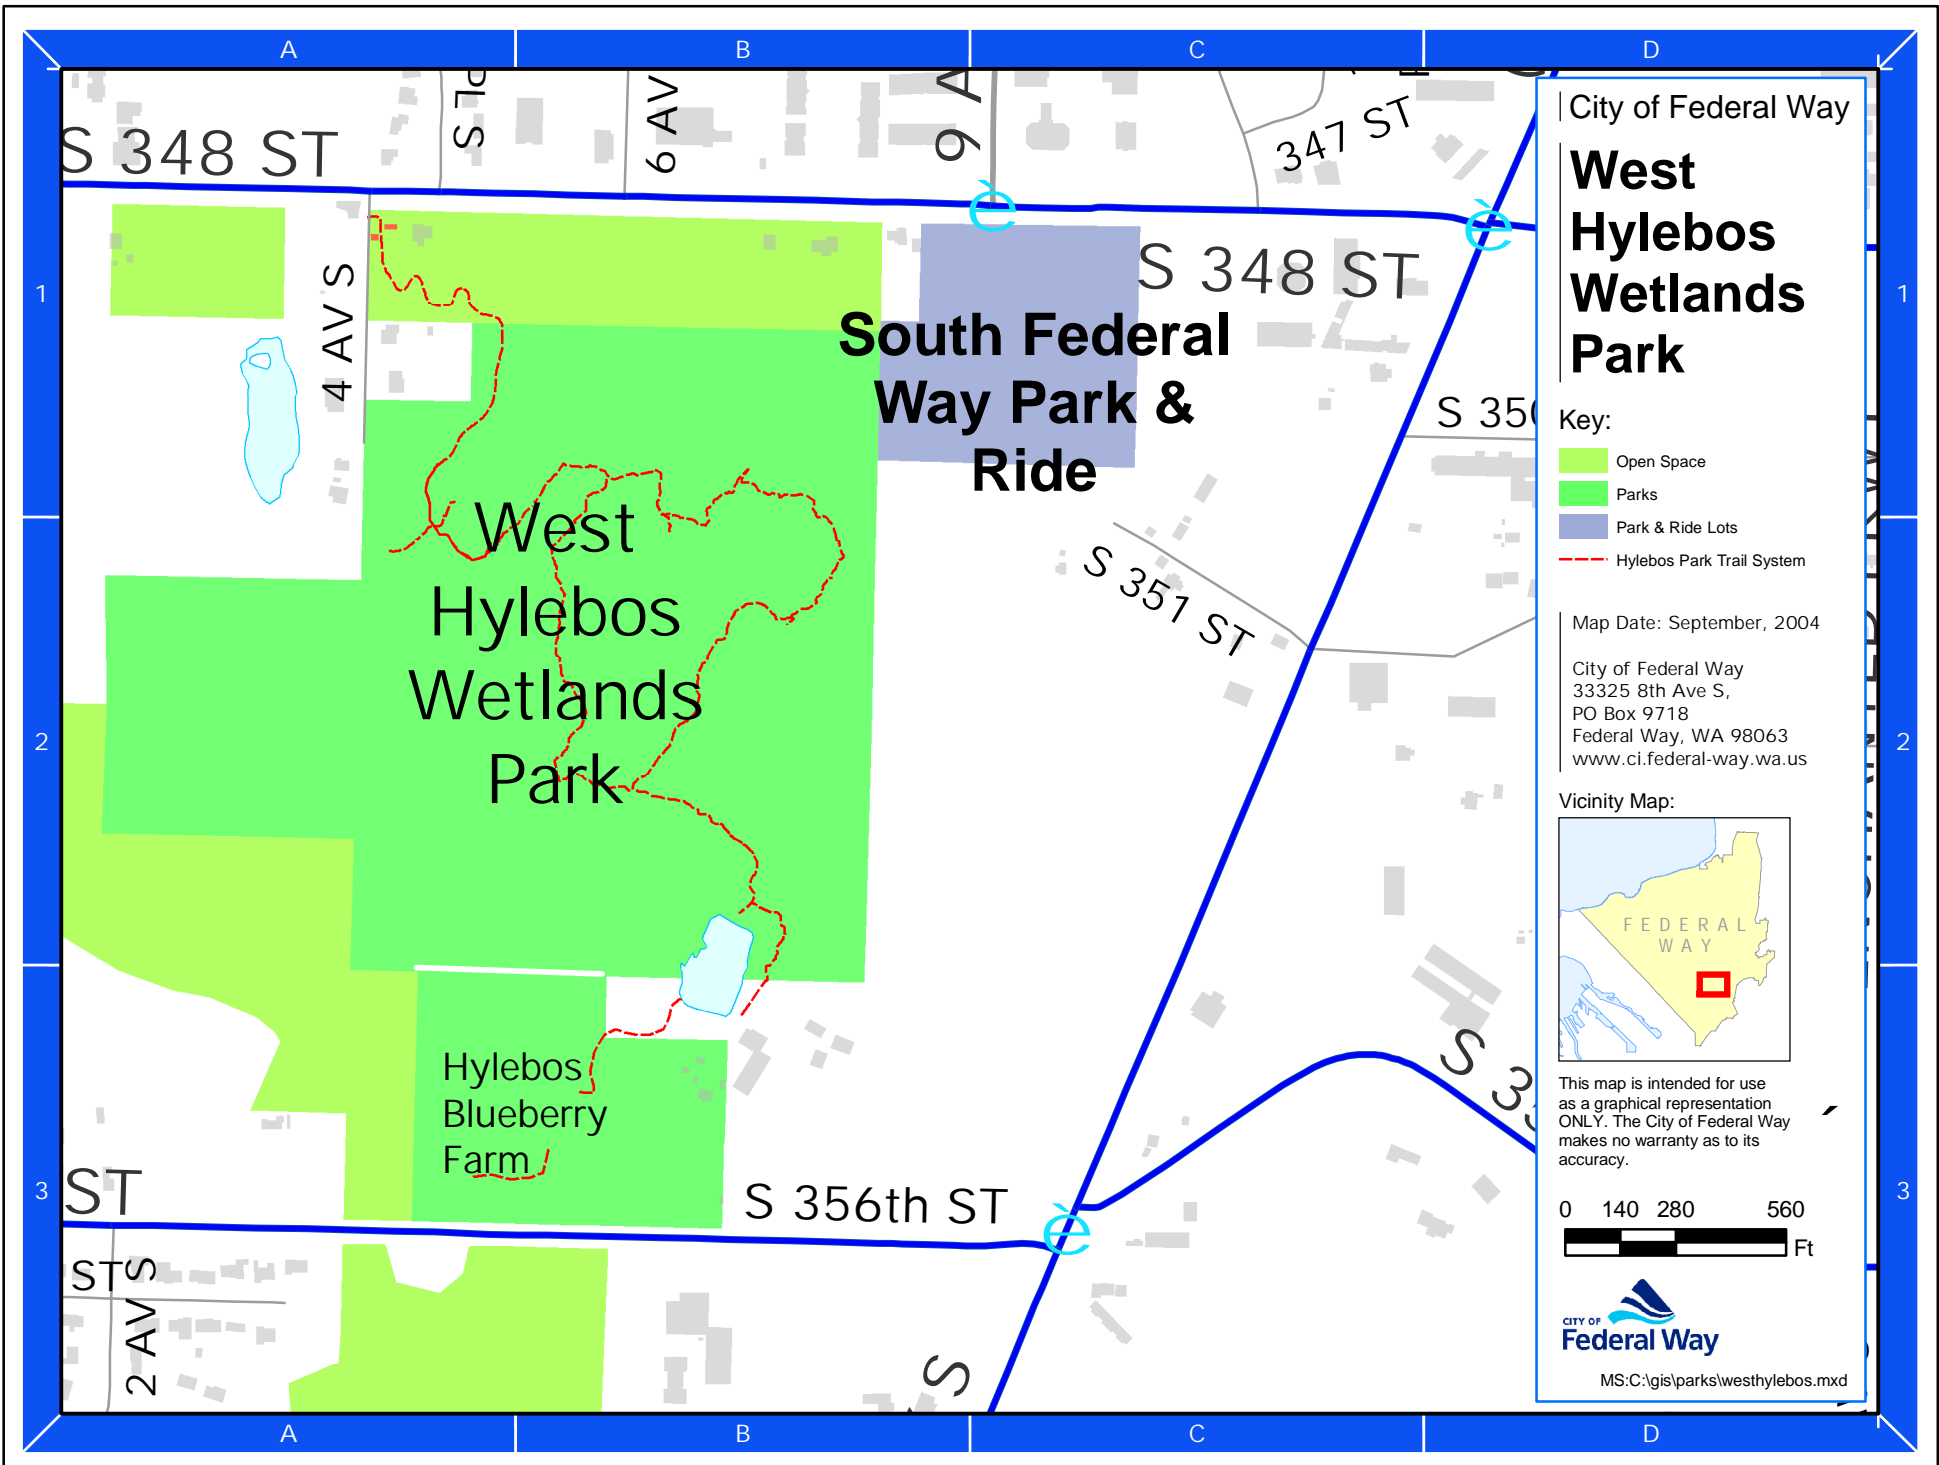 A
B
C
D
S 348 ST
PL S
6 AV
9 A
347 ST
S 348 ST
4 AV S
1
1
South Federal
Way Park &
Ride
S 350
West
Hylebos
Wetlands
Park
S 351 ST
2
2
Hylebos
Blueberry
Farm
S 356th ST
ST
ST
2 AV S
S
S 35
3
3
A
B
C
D
City of Federal Way
West
Hylebos
Wetlands
Park
Key:
Open Space
Parks
Park & Ride Lots
Hylebos Park Trail System
Map Date: September, 2004
City of Federal Way
33325 8th Ave S,
PO Box 9718
Federal Way, WA 98063
www.ci.federal-way.wa.us
Vicinity Map:
FEDERAL
WAY
This map is intended for use
as a graphical representation
ONLY. The City of Federal Way
makes no warranty as to its
accuracy.
0 140 280 560
Ft
CITY OF
Federal Way
MS:C:\gis\parks\westhylebos.mxd